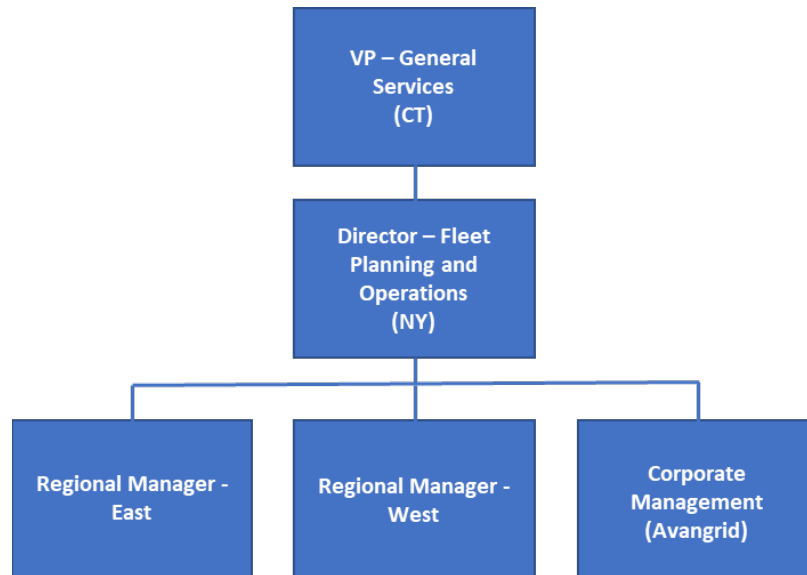 VP – General
Services
(CT)
Director – Fleet
Planning and
Operations
(NY)
Regional Manager -
East
Regional Manager -
West
Corporate
Management
(Avangrid)